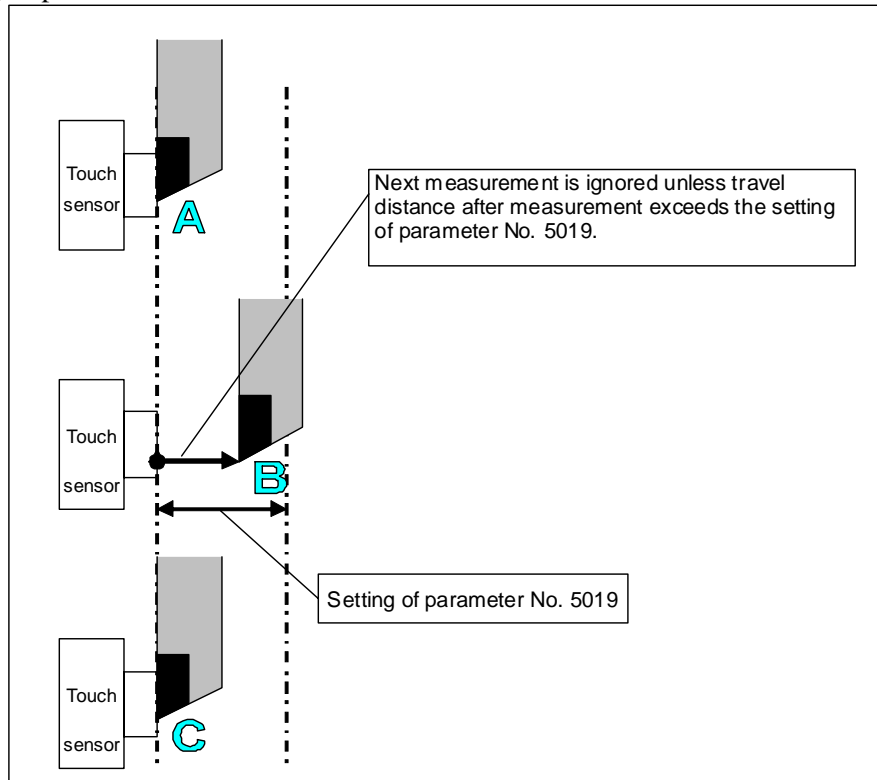 Touch
sensor
A
Next measurement is ignored unless travel
distance after measurement exceeds the setting
of parameter No. 5019.
Touch
sensor
B
Setting of parameter No. 5019
Touch
sensor
C